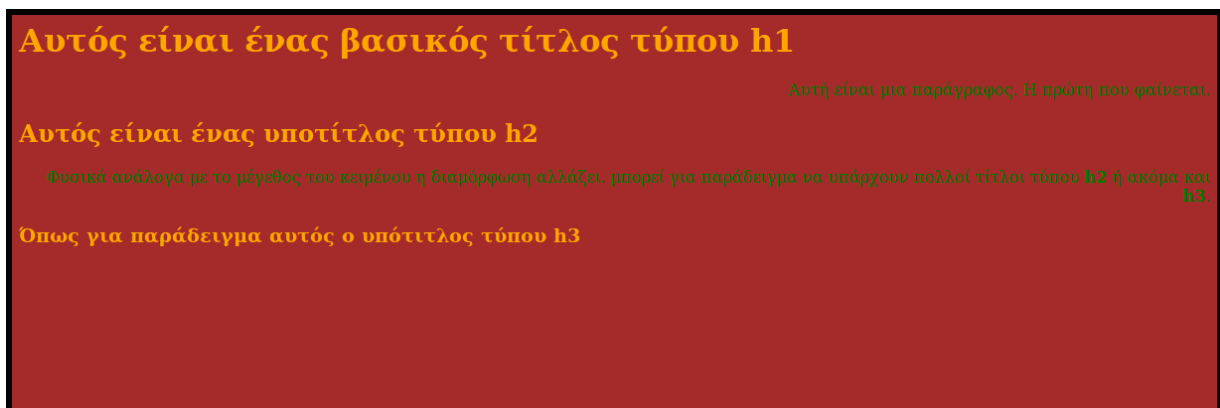 Αυτός είναι ένας βασικός τίτλος τύπου h1
Αυτή είναι μια παράγραφος. Η πρώτη που φαίνεται.
Αυτός είναι ένας υποτίτλος τύπου h2
Φυσικά ανάλογα με το μέγεθος του κειμένου η διαμόρφωση αλλάζει, μπορεί για παράδειγμα να υπάρχουν πολλοί τίτλοι τύπου h2 ή ακόμα και
h3.
Όπως για παράδειγμα αυτός ο υπότιτλος τύπου h3